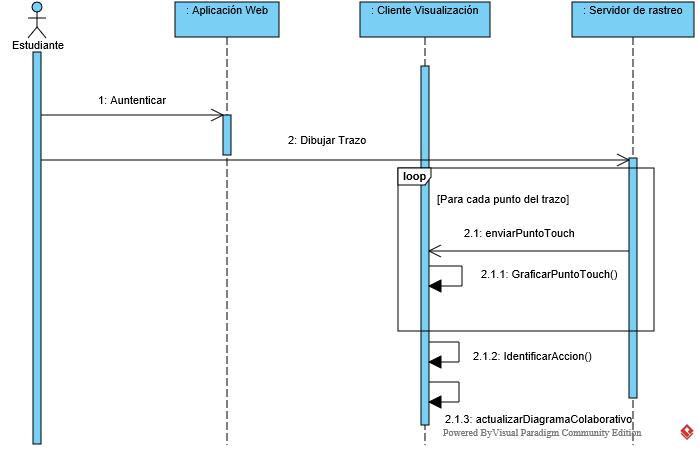 Estudiante
: Aplicación Web
: Cliente Visualización
: Servidor de rastreo
1: Auntenticar
2: Dibujar Trazo
loop
[Para cada punto del trazo]
2.1: enviarPuntoTouch
2.1.1: GraficarPuntoTouch()
2.1.2: IdentificarAccion()
2.1.3: actualizarDiagramaColaborativo
Powered ByVisual Paradigm Community Edition